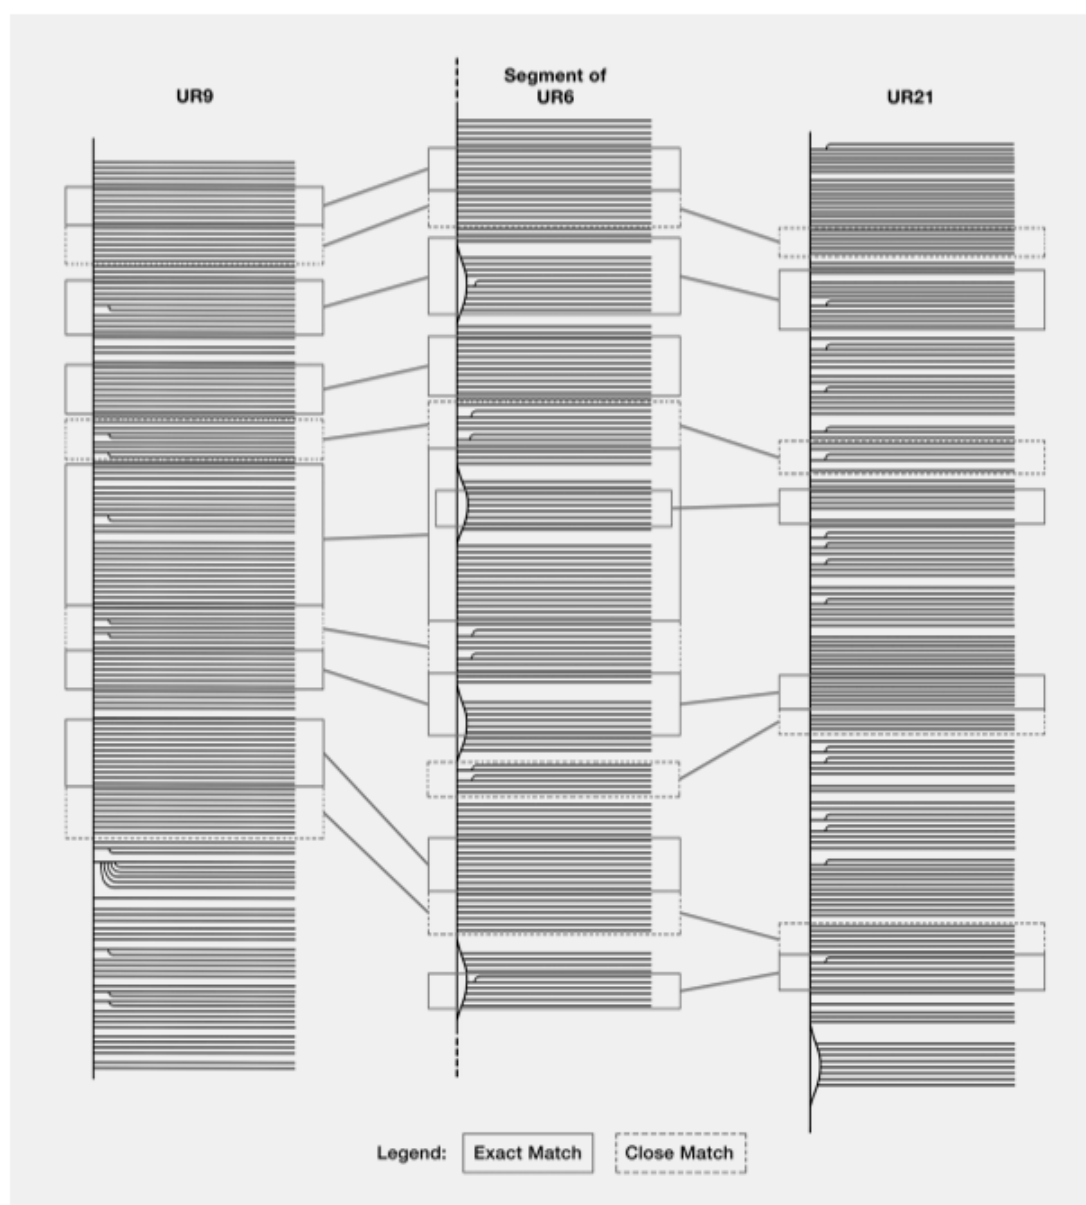 UR9
Segment of
UR6
UR21
Legend:
Exact Match
Close Match